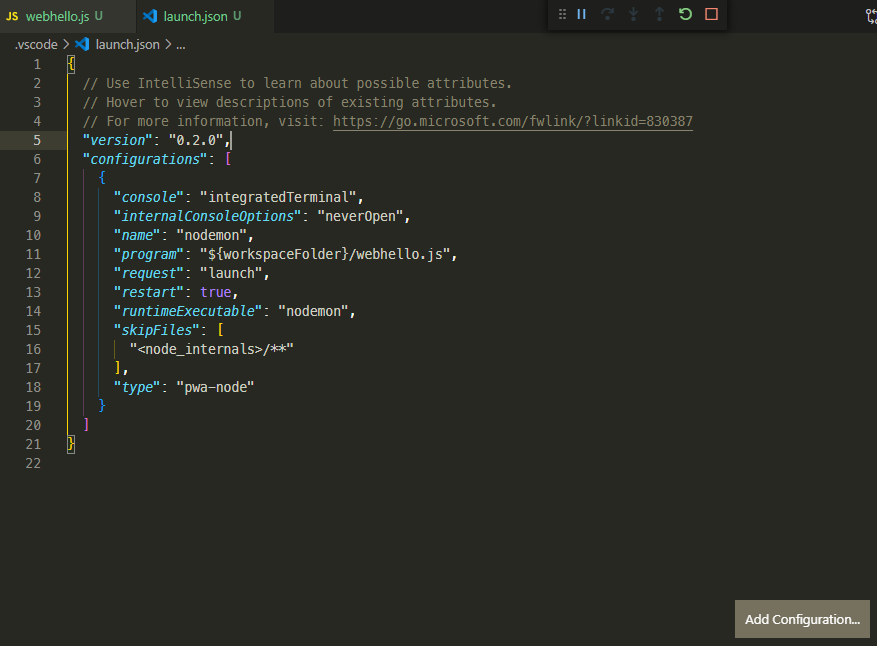 JS webhello.js U launch.json U
.vscode > launch.json > ...
1 {
2 // Use IntelliSense to learn about possible attributes.
3 // Hover to view descriptions of existing attributes.
4 // For more information, visit: https://go.microsoft.com/fwlink/?linkid=830387
5 "version": "0.2.0",
6 "configurations": [
7 {
8 "console": "integratedTerminal",
9 "internalConsoleOptions": "neverOpen",
10 "name": "nodemon",
11 "program": "${workspaceFolder}/webhello.js",
12 "request": "launch",
13 "restart": true,
14 "runtimeExecutable": "nodemon",
15 "skipFiles": [
16 "<node_internals>/**"
17 ],
18 "type": "pwa-node"
19 }
20 ]
21 }
22
Add Configuration...